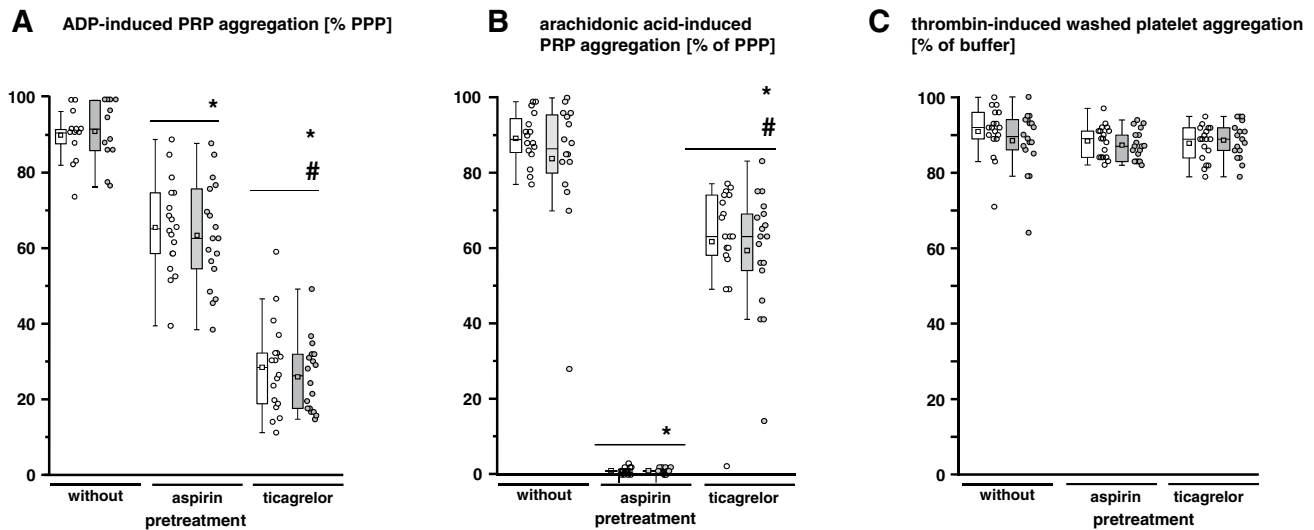 A ADP-induced PRP aggregation [% PPP]
100
80
60
40
20
0
*
*
#
without aspirin ticagrelor
pretreatment
B arachidonic acid-induced
PRP aggregation [% of PPP]
100
80
60
40
20
0
*
*
#
without aspirin ticagrelor
pretreatment
C thrombin-induced washed platelet aggregation
[% of buffer]
100
80
60
40
20
0
without aspirin ticagrelor
pretreatment